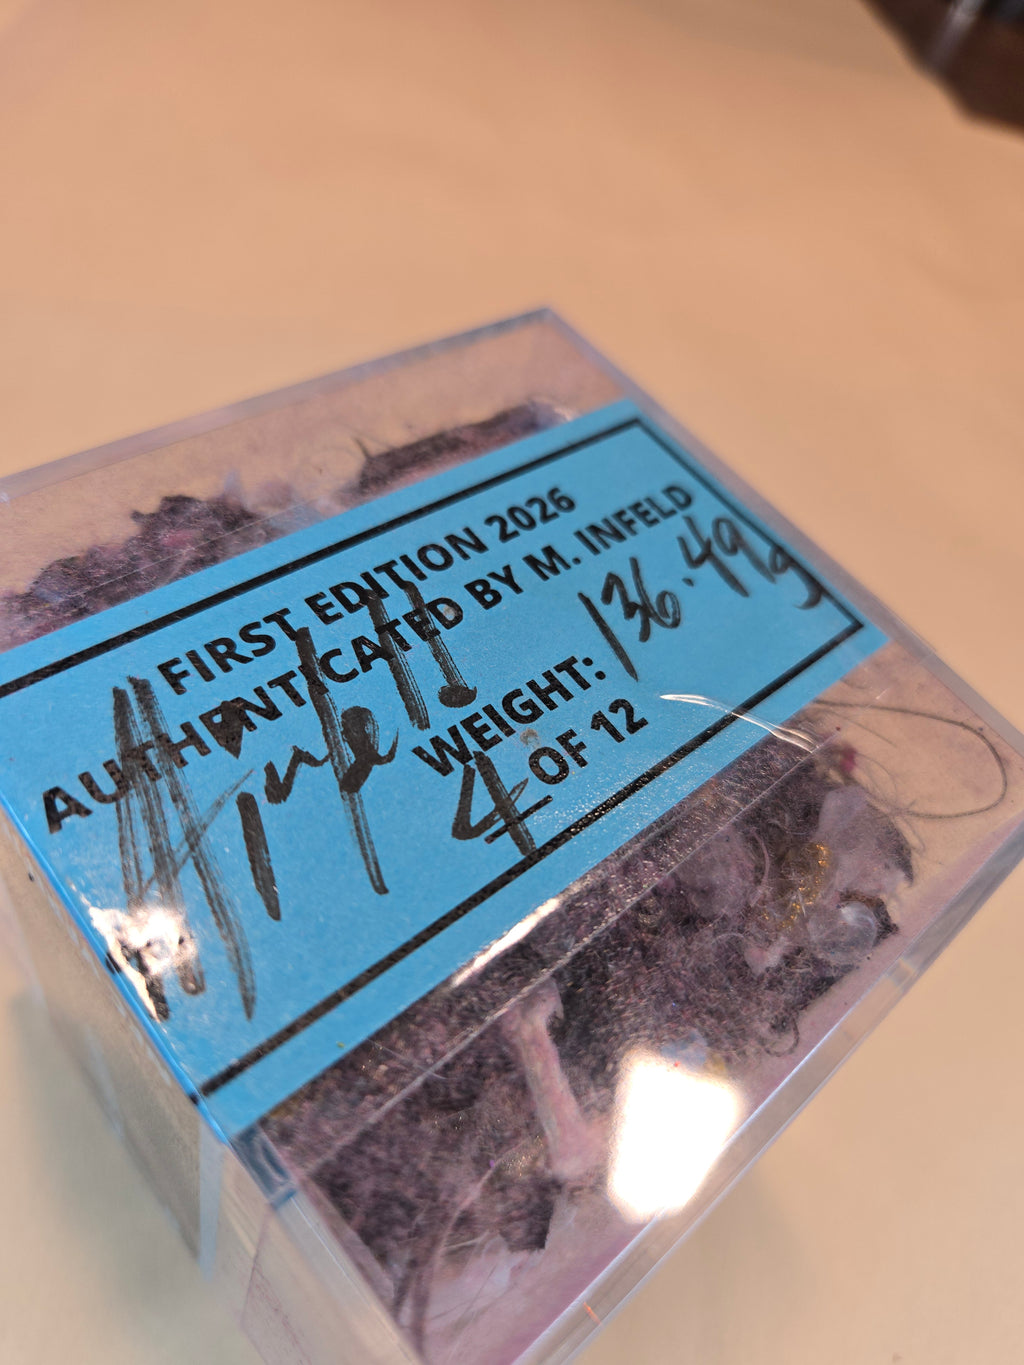 FIRST EDITION 2026
AUTHENTICATED BY M. INFELD
WEIGHT: 136.49g
4 OF 12